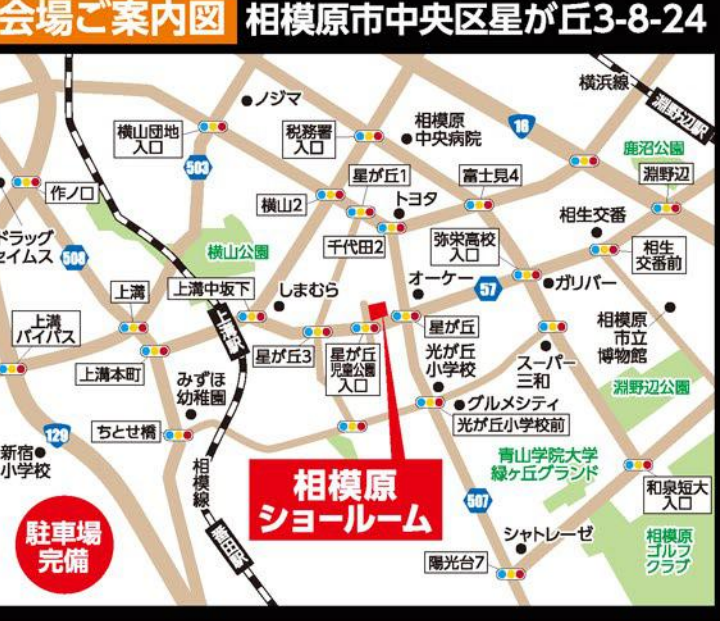 会場ご案内図
相模原市中央区星が丘3-8-24
横浜線
淵野辺駅
ノジマ
横山団地
入口
税務署
入口
相模原
中央病院
16
鹿沼公園
503
作ノ口
星が丘1
富士見4
淵野辺
横山2
トヨタ
相生交番
ドラッグ
セイムス
508
横山公園
千代田2
弥栄高校
入口
相生
交番前
上溝
上溝中坂下
しまむら
オーケー
57
ガリバー
上溝
バイパス
上溝駅
星が丘3
星が丘
児童公園
入口
星が丘
相模原
市立
博物館
上溝本町
みずほ
幼稚園
光が丘
小学校
スーパー
三和
淵野辺公園
129
ちとせ橋
グルメシティ
光が丘小学校前
新宿
小学校
相模線
相模原
ショールーム
青山学院大学
緑ヶ丘グランド
和泉短大
入口
507
駐車場
完備
番田駅
シャトレーゼ
陽光台7
相模原
ゴルフ
クラブ